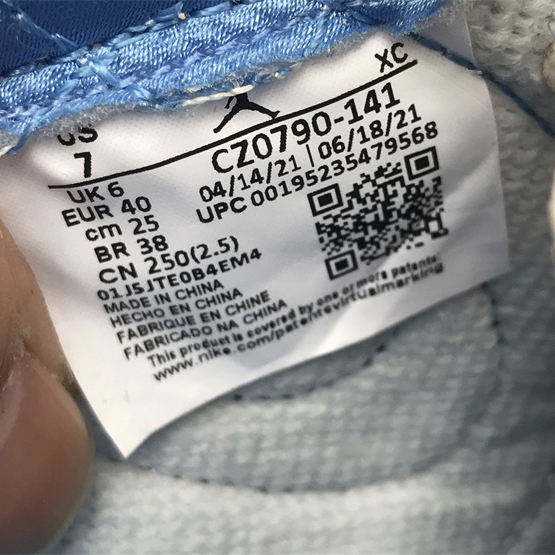 XC
US
7
CZ0790-141
UK 6
04/14/21 | 06/18/21
EUR 40
UPC 00195235479568
cm 25
BR 38
CN 250(2.5)
01JSJTE0B4EM4
MADE IN CHINA
HECHO EN CHINA
FABRIQUE EN CHINE
FABRICADO NA CHINA
This product is covered by one or more patents:
www.nike.com/patentevirtualmarking